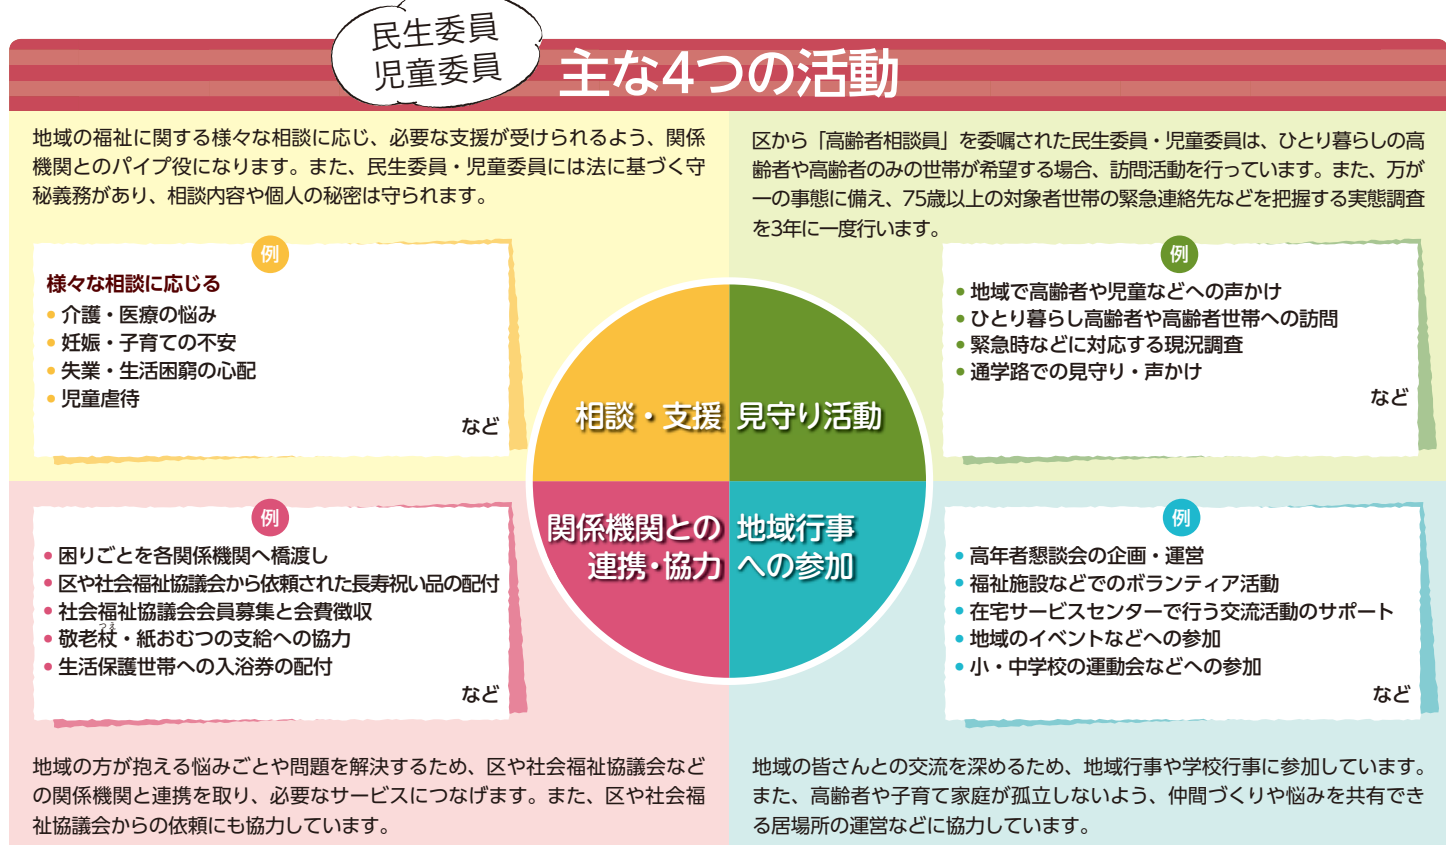 民生委員
児童委員
主な4つの活動
地域の福祉に関する様々な相談に応じ、必要な支援が受けられるよう、関係
機関とのパイプ役になります。また、民生委員・児童委員には法に基づく守
秘義務があり、相談内容や個人の秘密は守られます。
例
様々な相談に応じる
• 介護・医療の悩み
• 妊娠・子育ての不安
• 失業・生活困窮の心配
• 児童虐待
など
区から「高齢者相談員」を委嘱された民生委員・児童委員は、ひとり暮らしの高
齢者や高齢者のみの世帯が希望する場合、訪問活動を行っています。また、万が
一の事態に備え、75歳以上の対象者世帯の緊急連絡先などを把握する実態調査
を3年に一度行います。
例
• 地域で高齢者や児童などへの声かけ
• ひとり暮らし高齢者や高齢者世帯への訪問
• 緊急時などに対応する現況調査
• 通学路での見守り・声かけ
など
相談・支援
見守り活動
関係機関との
連携・協力
地域行事
への参加
例
• 困りごとを各関係機関へ橋渡し
• 区や社会福祉協議会から依頼された長寿祝い品の配付
• 社会福祉協議会会員募集と会費徴収
つえ
• 敬老杖・紙おむつの支給への協力
• 生活保護世帯への入浴券の配付
など
地域の方が抱える悩みごとや問題を解決するため、区や社会福祉協議会など
の関係機関と連携を取り、必要なサービスにつなげます。また、区や社会福
祉協議会からの依頼にも協力しています。
例
• 高年者懇談会の企画・運営
• 福祉施設などでのボランティア活動
• 在宅サービスセンターで行う交流活動のサポート
• 地域のイベントなどへの参加
• 小・中学校の運動会などへの参加
など
地域の皆さんとの交流を深めるため、地域行事や学校行事に参加しています。
また、高齢者や子育て家庭が孤立しないよう、仲間づくりや悩みを共有でき
る居場所の運営などに協力しています。